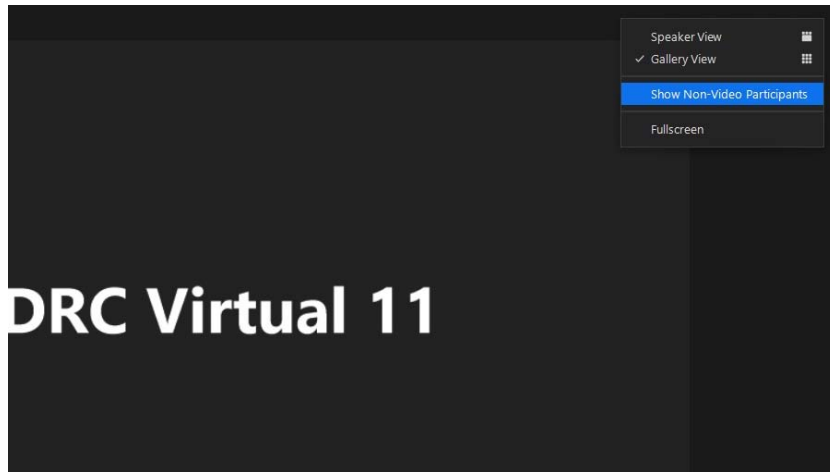 Speaker View
Gallery View
Show Non-Video Participants
Fullscreen
DRC Virtual 11